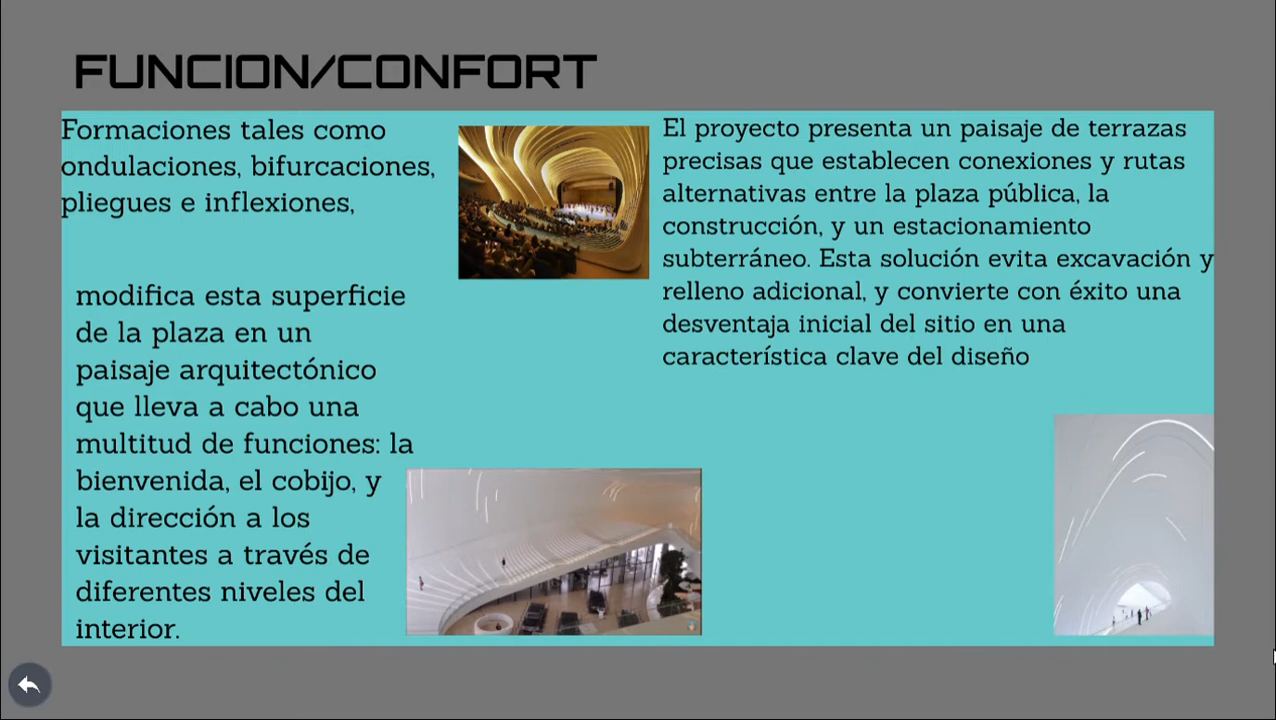 FUNCION/CONFORT
Formaciones tales como
ondulaciones, bifurcaciones,
pliegues e inflexiones,
modifica esta superficie
de la plaza en un
paisaje arquitectónico
que lleva a cabo una
multitud de funciones: la
bienvenida, el cobijo, y
la dirección a los
visitantes a través de
diferentes niveles del
interior.
El proyecto presenta un paisaje de terrazas
precisas que establecen conexiones y rutas
alternativas entre la plaza pública, la
construcción, y un estacionamiento
subterráneo. Esta solución evita excavación y
relleno adicional, y convierte con éxito una
desventaja inicial del sitio en una
característica clave del diseño